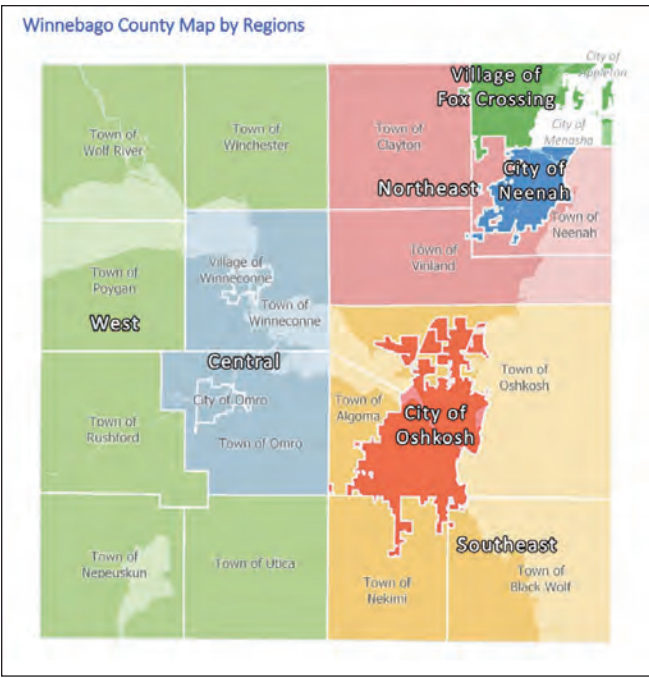 Winnebago County Map by Regions
City of
Appleton
Village of
Fox Crossing
City of
Menasha
Town of
Wolf River
Town of
Winchester
Town of
Clayton
Northeast
City of
Neenah
Town of
Neenah
Town of
Vinland
Village of
Winneconne
Town of
Winneconne
Town of
Poygan
West
Central
City of Omro
Town of
Rushford
Town of Omro
Town of
Algoma
City of
Oshkosh
Town of
Oshkosh
Southeast
Town of
Nepeuskun
Town of Utica
Town of
Nekimi
Town of
Black Wolf